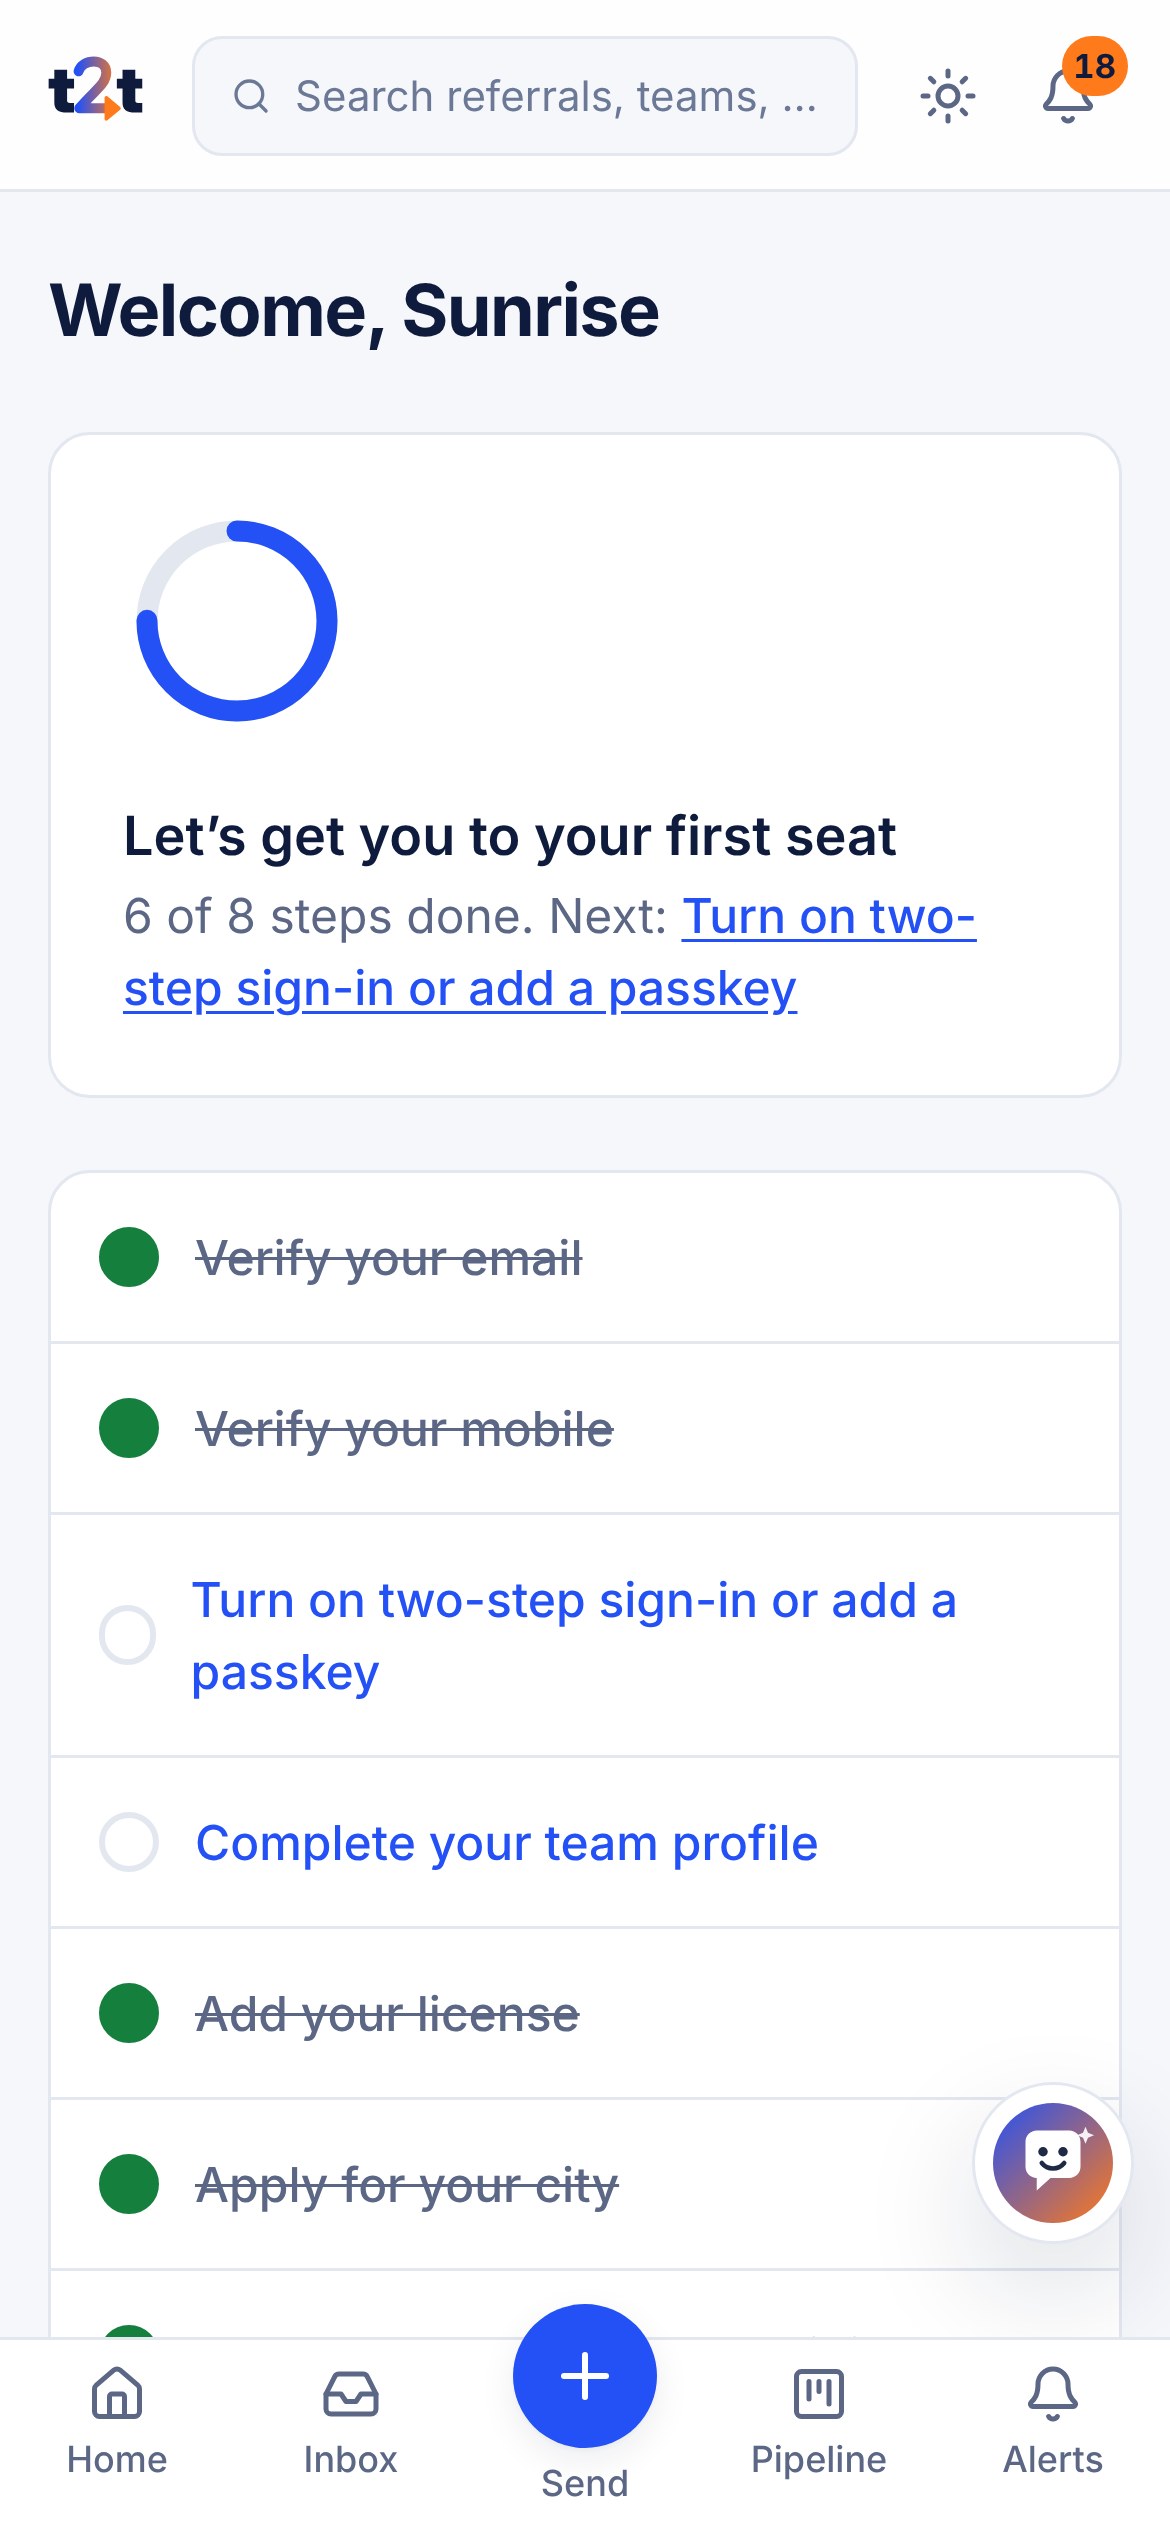 t2t
Search referrals, teams, ...
18
Welcome, Sunrise
Let’s get you to your first seat
6 of 8 steps done. Next: Turn on two-
step sign-in or add a passkey
Verify your email
Verify your mobile
Turn on two-step sign-in or add a
passkey
Complete your team profile
Add your license
Apply for your city
Home
Inbox
Send
Pipeline
Alerts